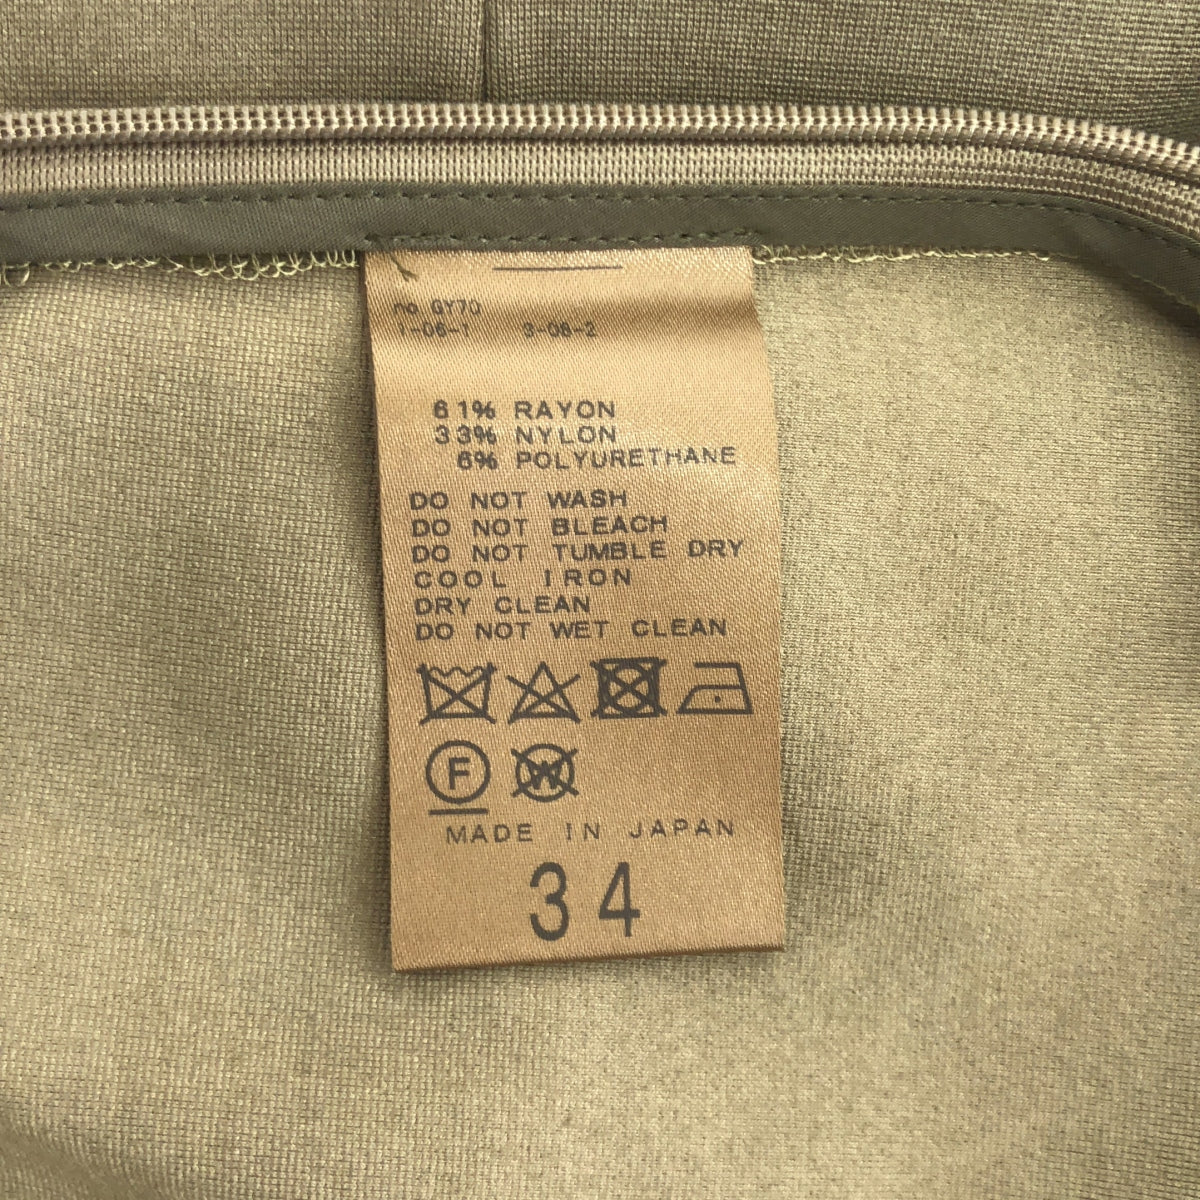 no. GY70
1-06-1 3-06-2
61% RAYON
33% NYLON
6% POLYURETHANE
DO NOT WASH
DO NOT BLEACH
DO NOT TUMBLE DRY
COOL IRON
DRY CLEAN
DO NOT WET CLEAN
F W
MADE IN JAPAN
34